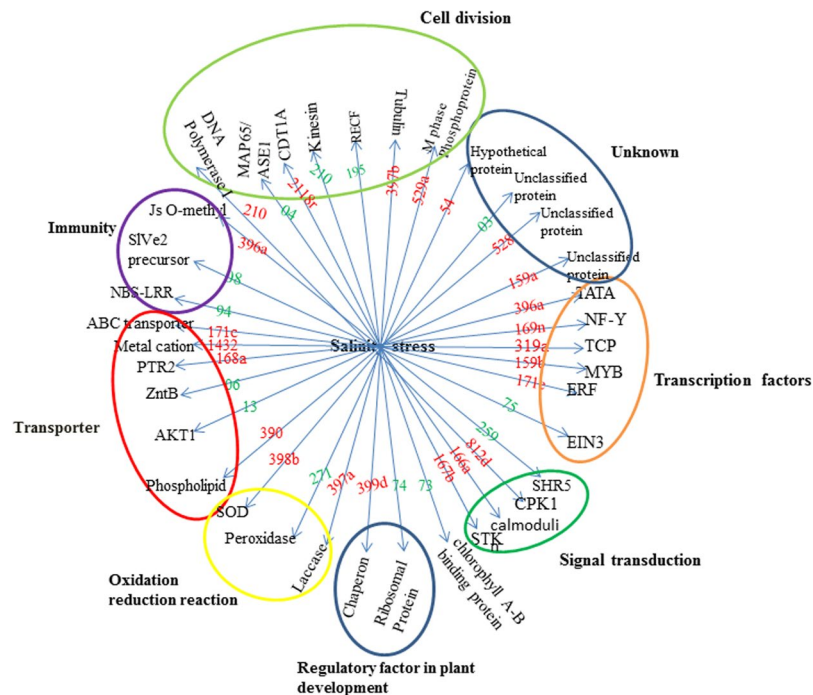 Cell division
DNA
Polymerase I
MAP65/
ASE1
CDT1A
Kinesin
RECF
Tubulin
M phase
Phosphoprotein
210
04
2118r
210
195
397b
529a
54
Unknown
Hypothetical
protein
Unclassified
protein
Unclassified
protein
Unclassified
protein
03
528
159a
Immunity
Js O-methyl
SlVe2
precursor
NBS-LRR
396a
98
94
Transcription factors
TATA
NF-Y
TCP
MYB
ERF
EIN3
396a
169n
319a
159b
171e
75
Salinity stress
Transporter
ABC transporter
Metal cation
PTR2
ZntB
AKT1
Phospholipid
171c
1432
168a
06
13
390
Signal transduction
SHR5
CPK1
calmoduli
n
STK
259
812d
166a
167b
Oxidation
reduction reaction
SOD
Peroxidase
Laccase
398b
271
397a
Regulatory factor in plant
development
Chaperon
Ribosomal
Protein
399d
74
73
chlorophyll A-B
binding protein